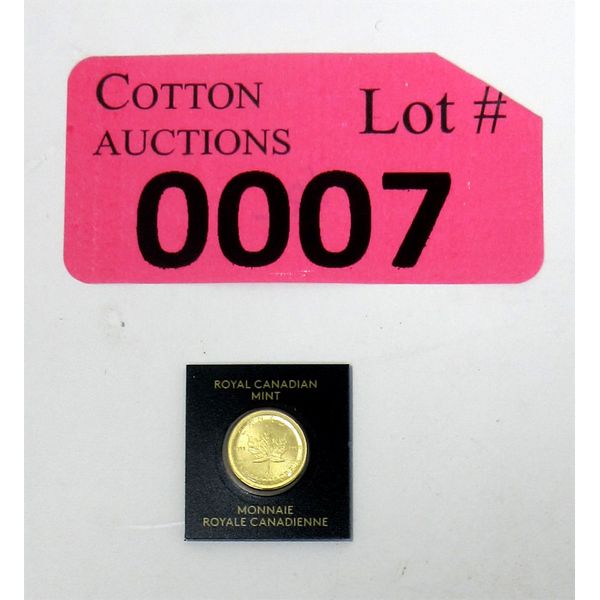 COTTON
AUCTIONS
Lot #
0007
ROYAL CANADIAN
MINT
MONNAIE
ROYALE CANADIENNE